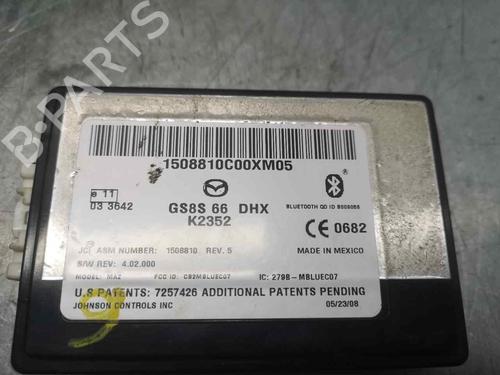 B-PARTS
1508810C00XM05
e 11
03 3642
GS8S 66 DHX
K2352
BLUETOOTH QD ID B009056
CE 0682
JCI ASM NUMBER: 1508810 REV. 5
MADE IN MEXICO
S/W REV: 4.02.000
MODEL: MAZ FCC ID: CB2MBLUEC07 IC: 279B-MBLUEC07
U.S PATENTS: 7257426 ADDITIONAL PATENTS PENDING
JOHNSON CONTROLS INC 05/23/08